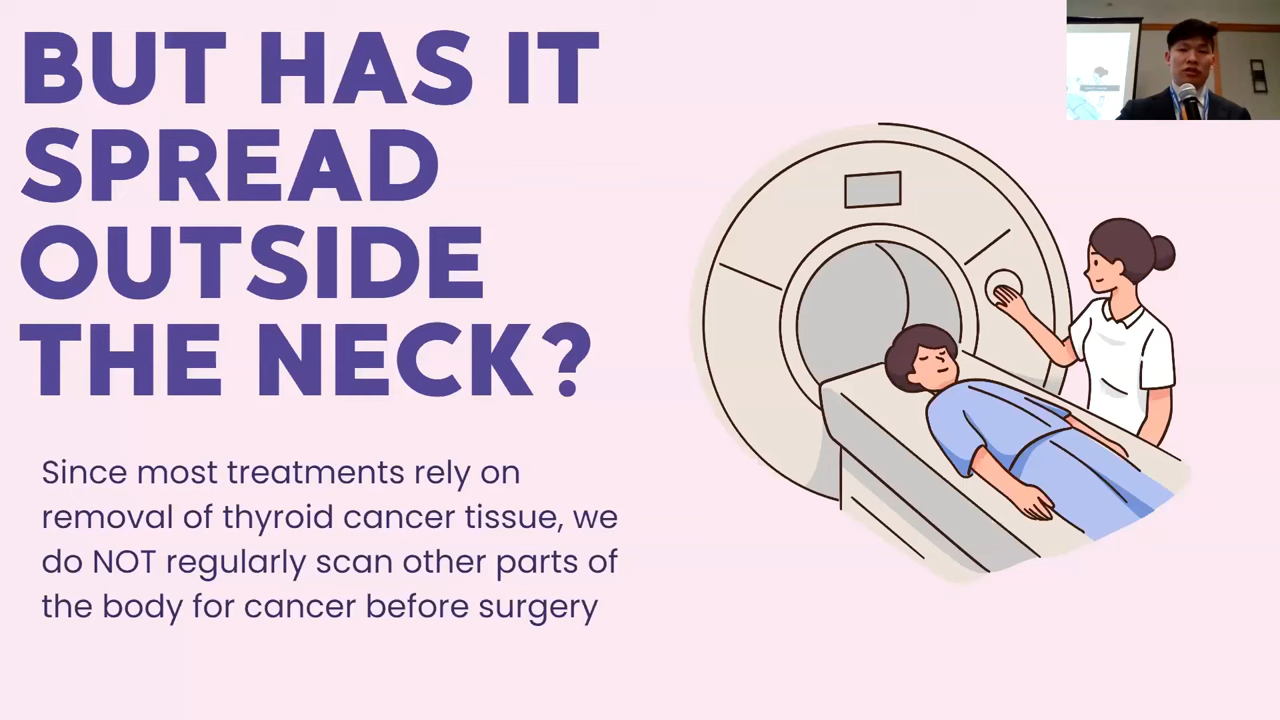 BUT HAS IT
SPREAD
OUTSIDE
THE NECK?
Since most treatments rely on
removal of thyroid cancer tissue, we
do NOT regularly scan other parts of
the body for cancer before surgery